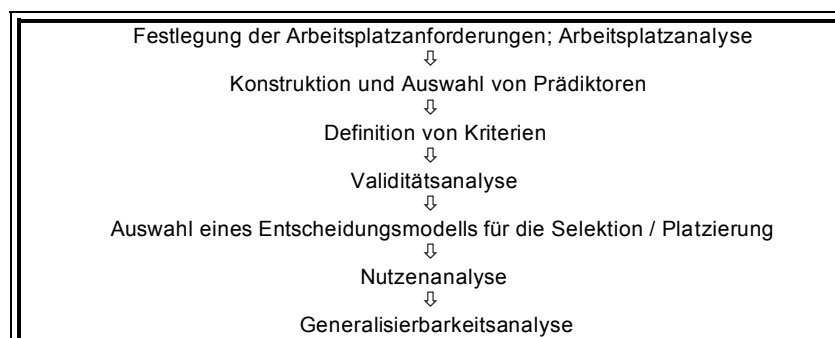 Festlegung der Arbeitsplatzanforderungen; Arbeitsplatzanalyse
⇩
Konstruktion und Auswahl von Prädiktoren
⇩
Definition von Kriterien
⇩
Validitätsanalyse
⇩
Auswahl eines Entscheidungsmodells für die Selektion / Platzierung
⇩
Nutzenanalyse
⇩
Generalisierbarkeitsanalyse